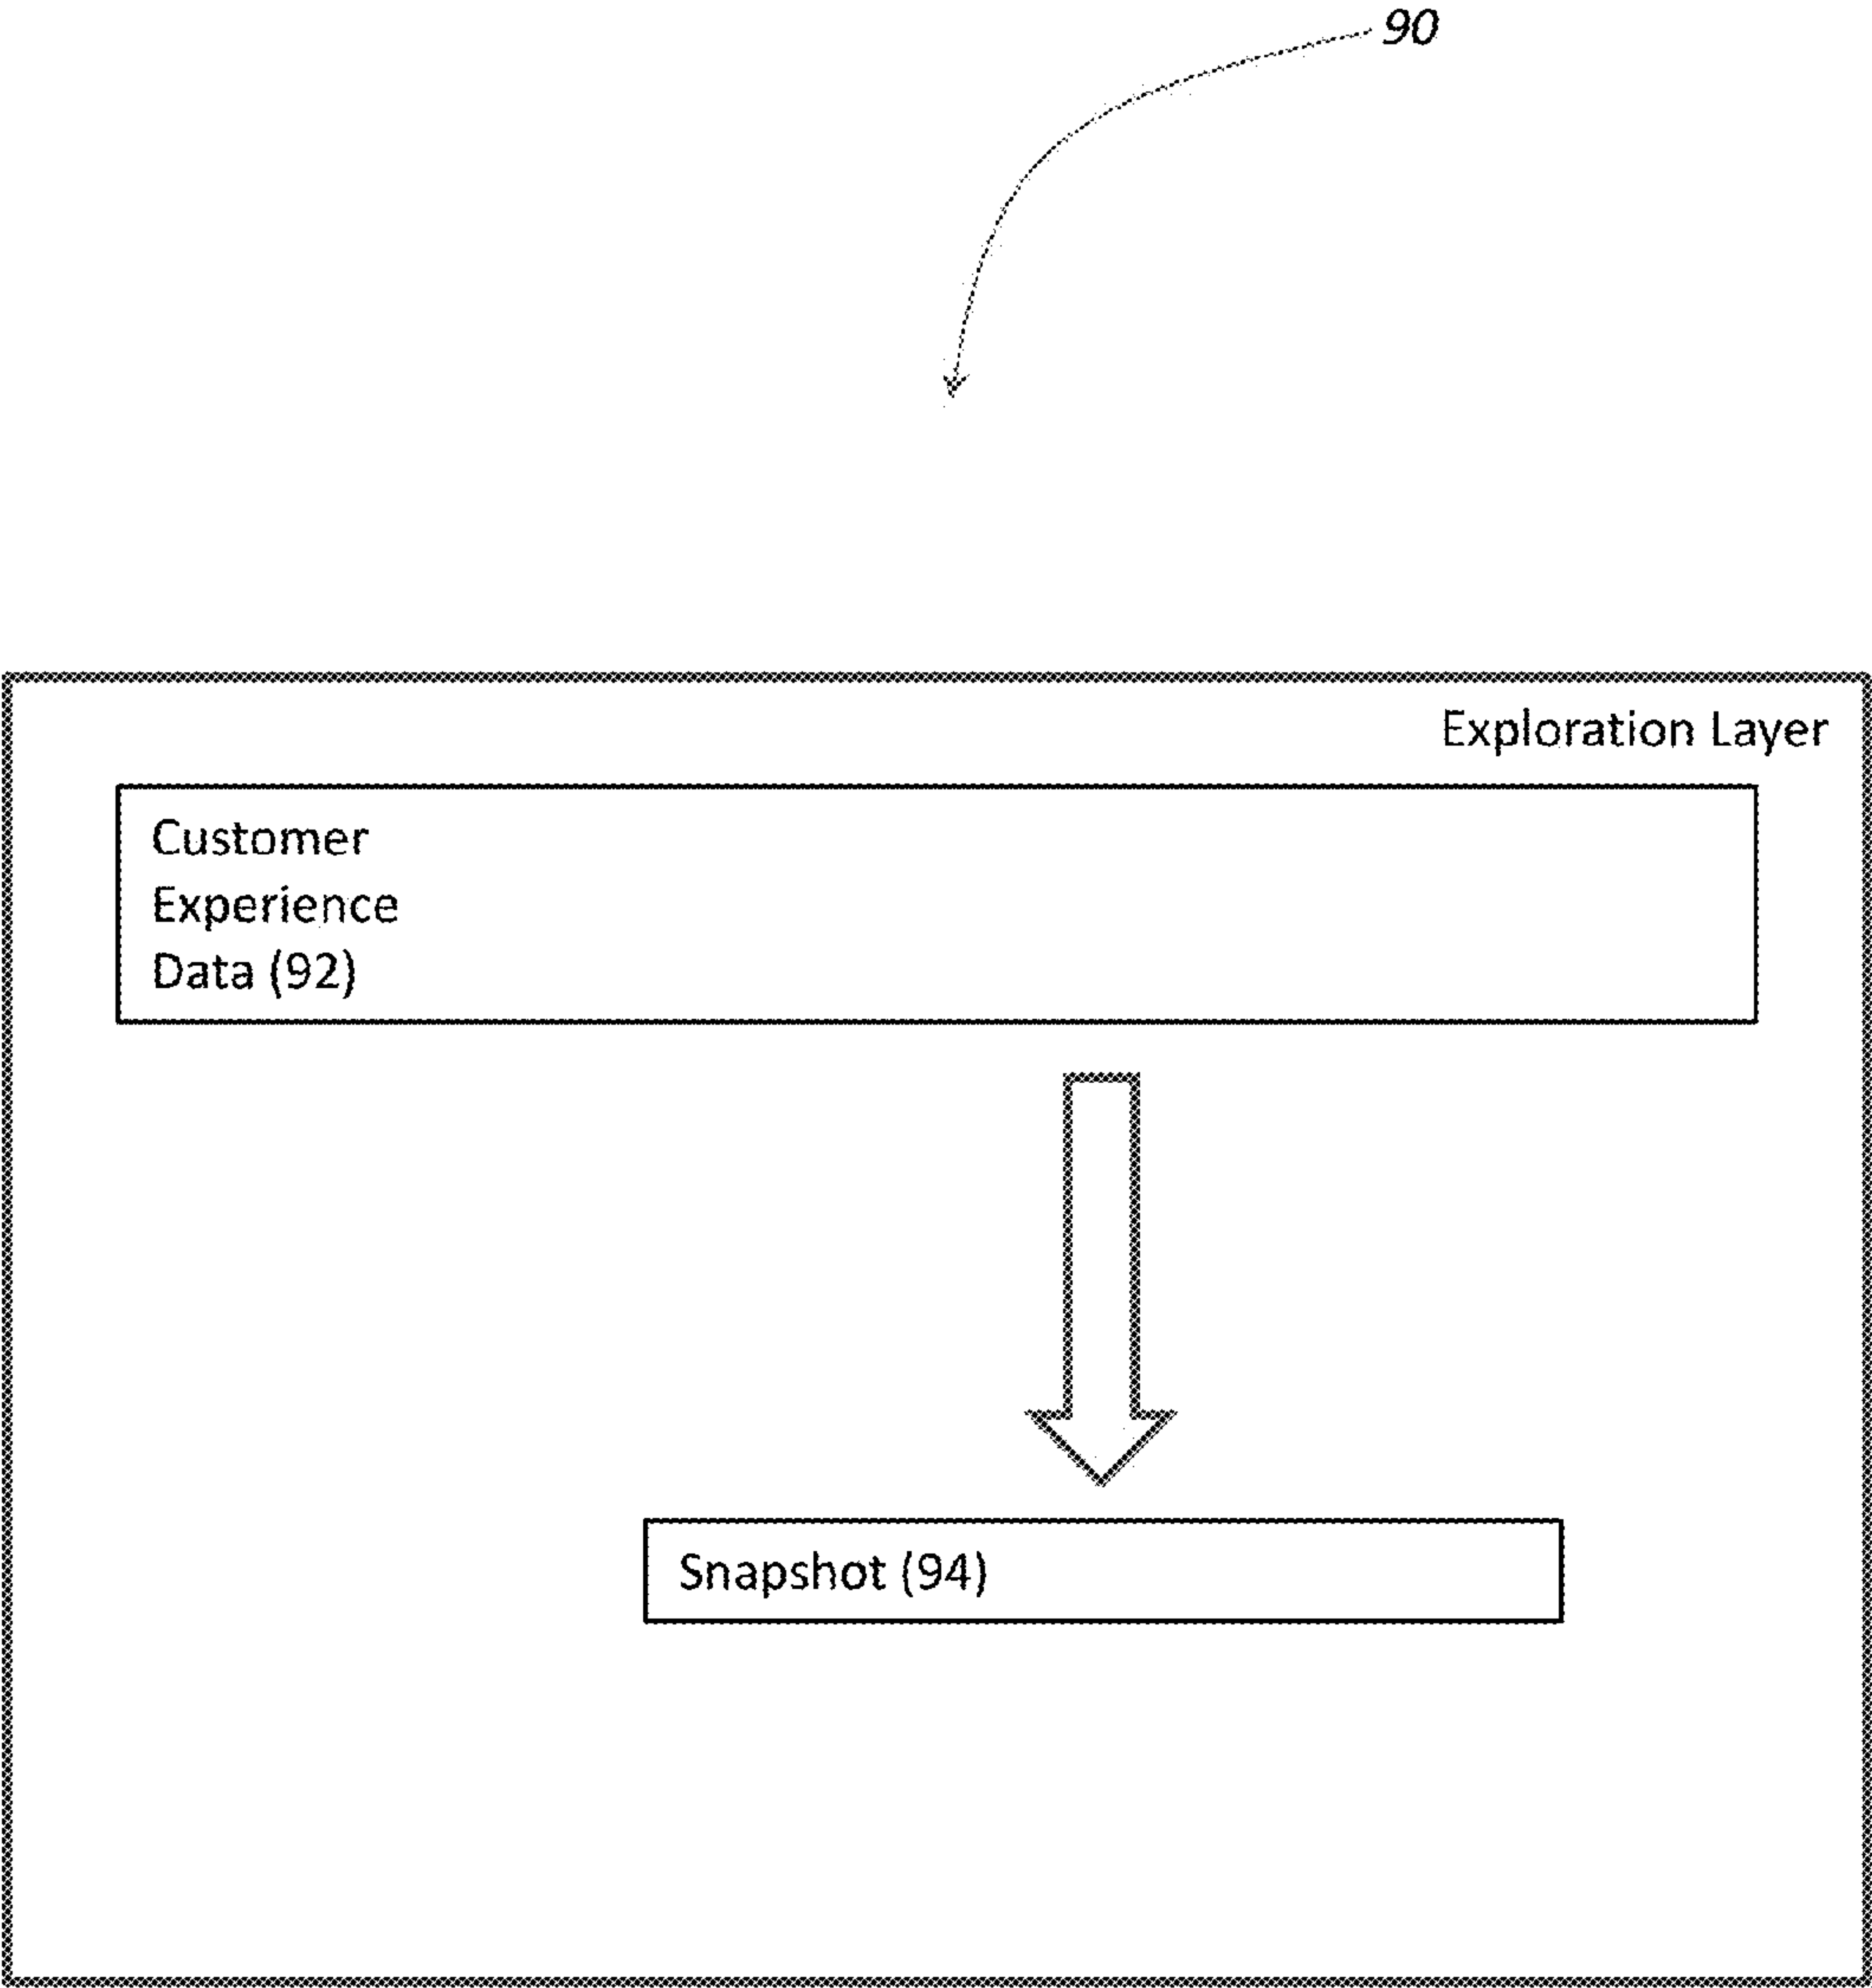 90
Exploration Layer
Customer
Experience
Data (92)
Snapshot (94)